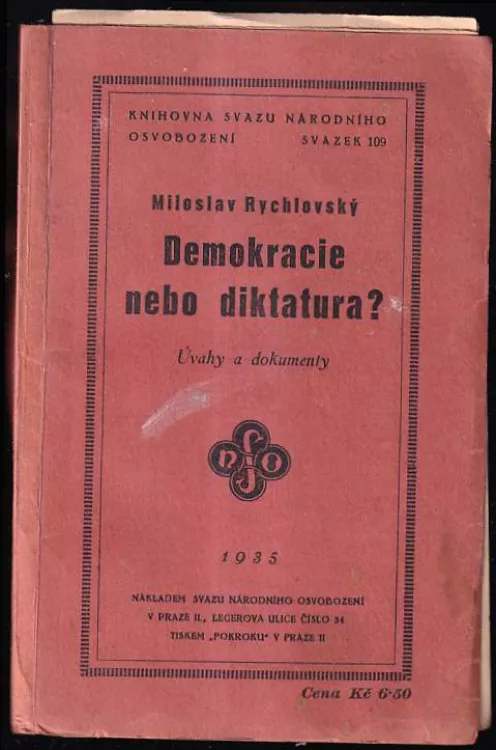 KNIHOVNA SVAZU NÁRODNÍHO
OSVOBOZENÍ SVAZEK 109
Miloslav Rychlovský
Demokracie
nebo diktatura?
Úvahy a dokumenty
S
n O
J
1935
NÁKLADEM SVAZU NÁRODNÍHO OSVOBOZENÍ
V PRAZE II., LEGEROVA ULICE ČÍSLO 34
TISKEM „POKROKU" V PRAZE II
Cena Kč 6·50